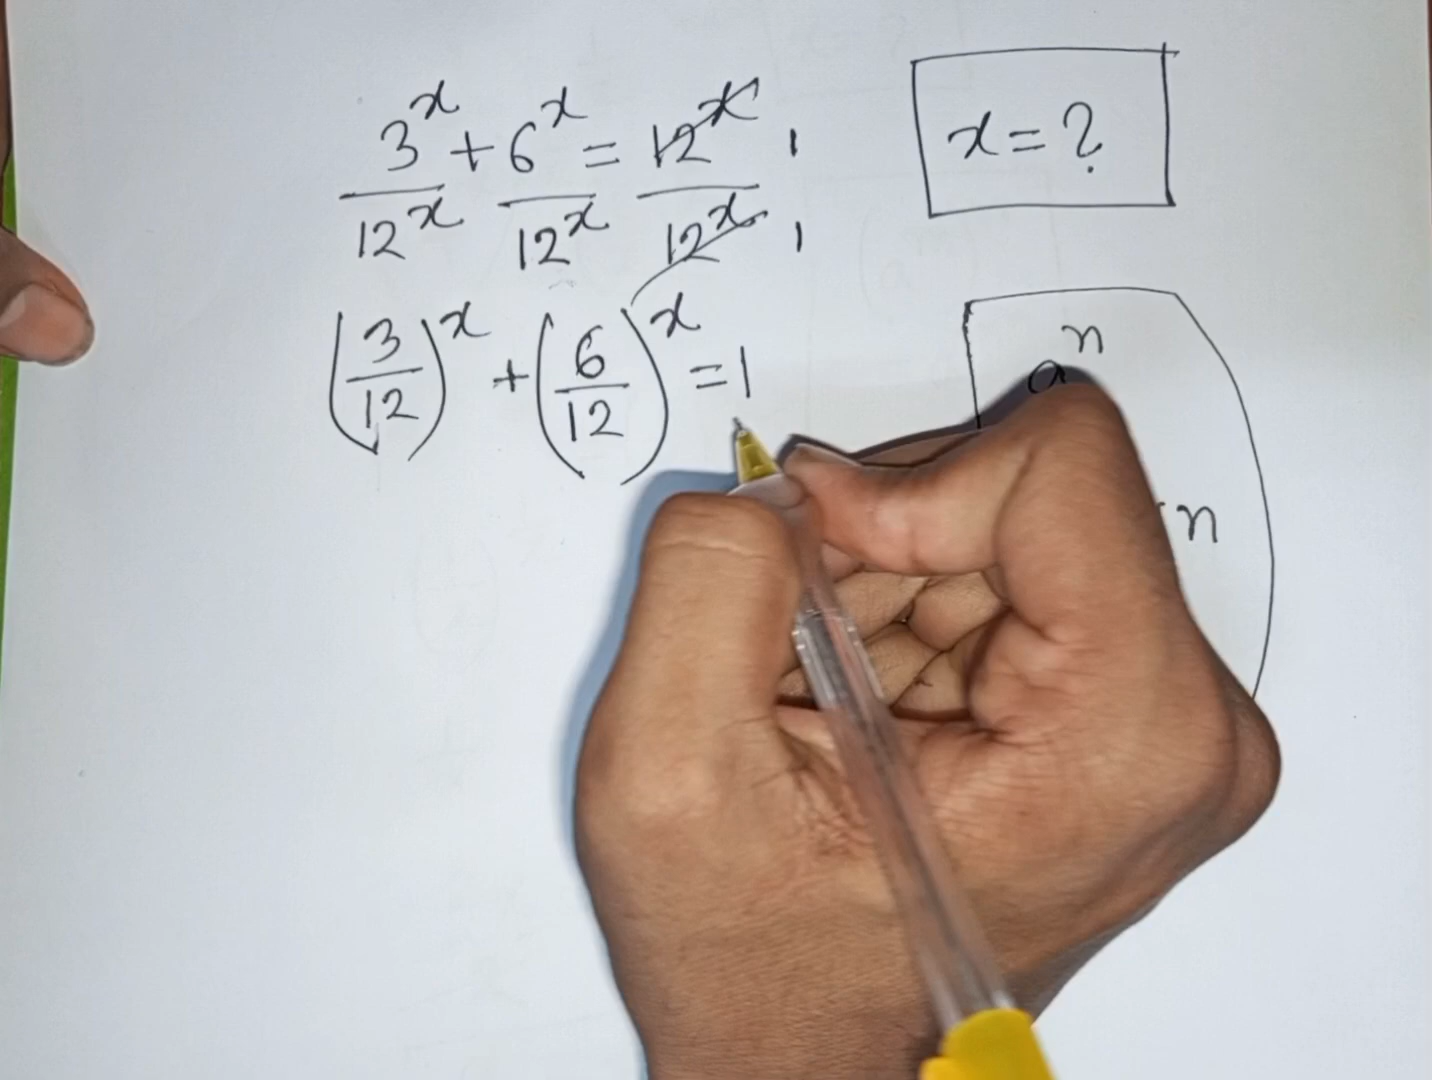 3^x + 6^x = 12^x ,
12^x 12^x 12^x ,
x = ?
(3/12)^x + (6/12)^x = 1
a^n
n